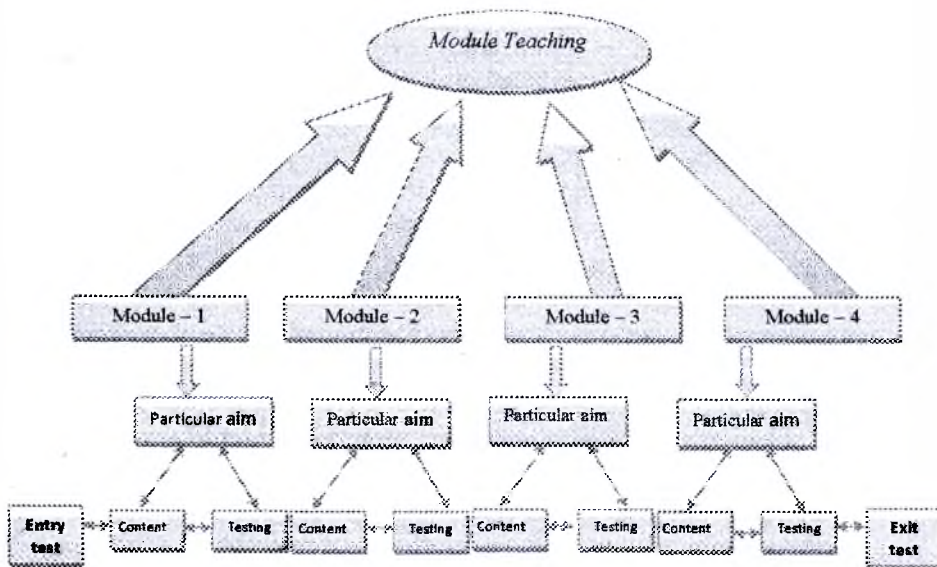 Module Teaching
Module – 1
Module – 2
Module – 3
Module – 4
Particular aim
Particular aim
Particular aim
Particular aim
Entry
test
Content
Testing
Content
Testing
Content
Testing
Content
Testing
Exit
test